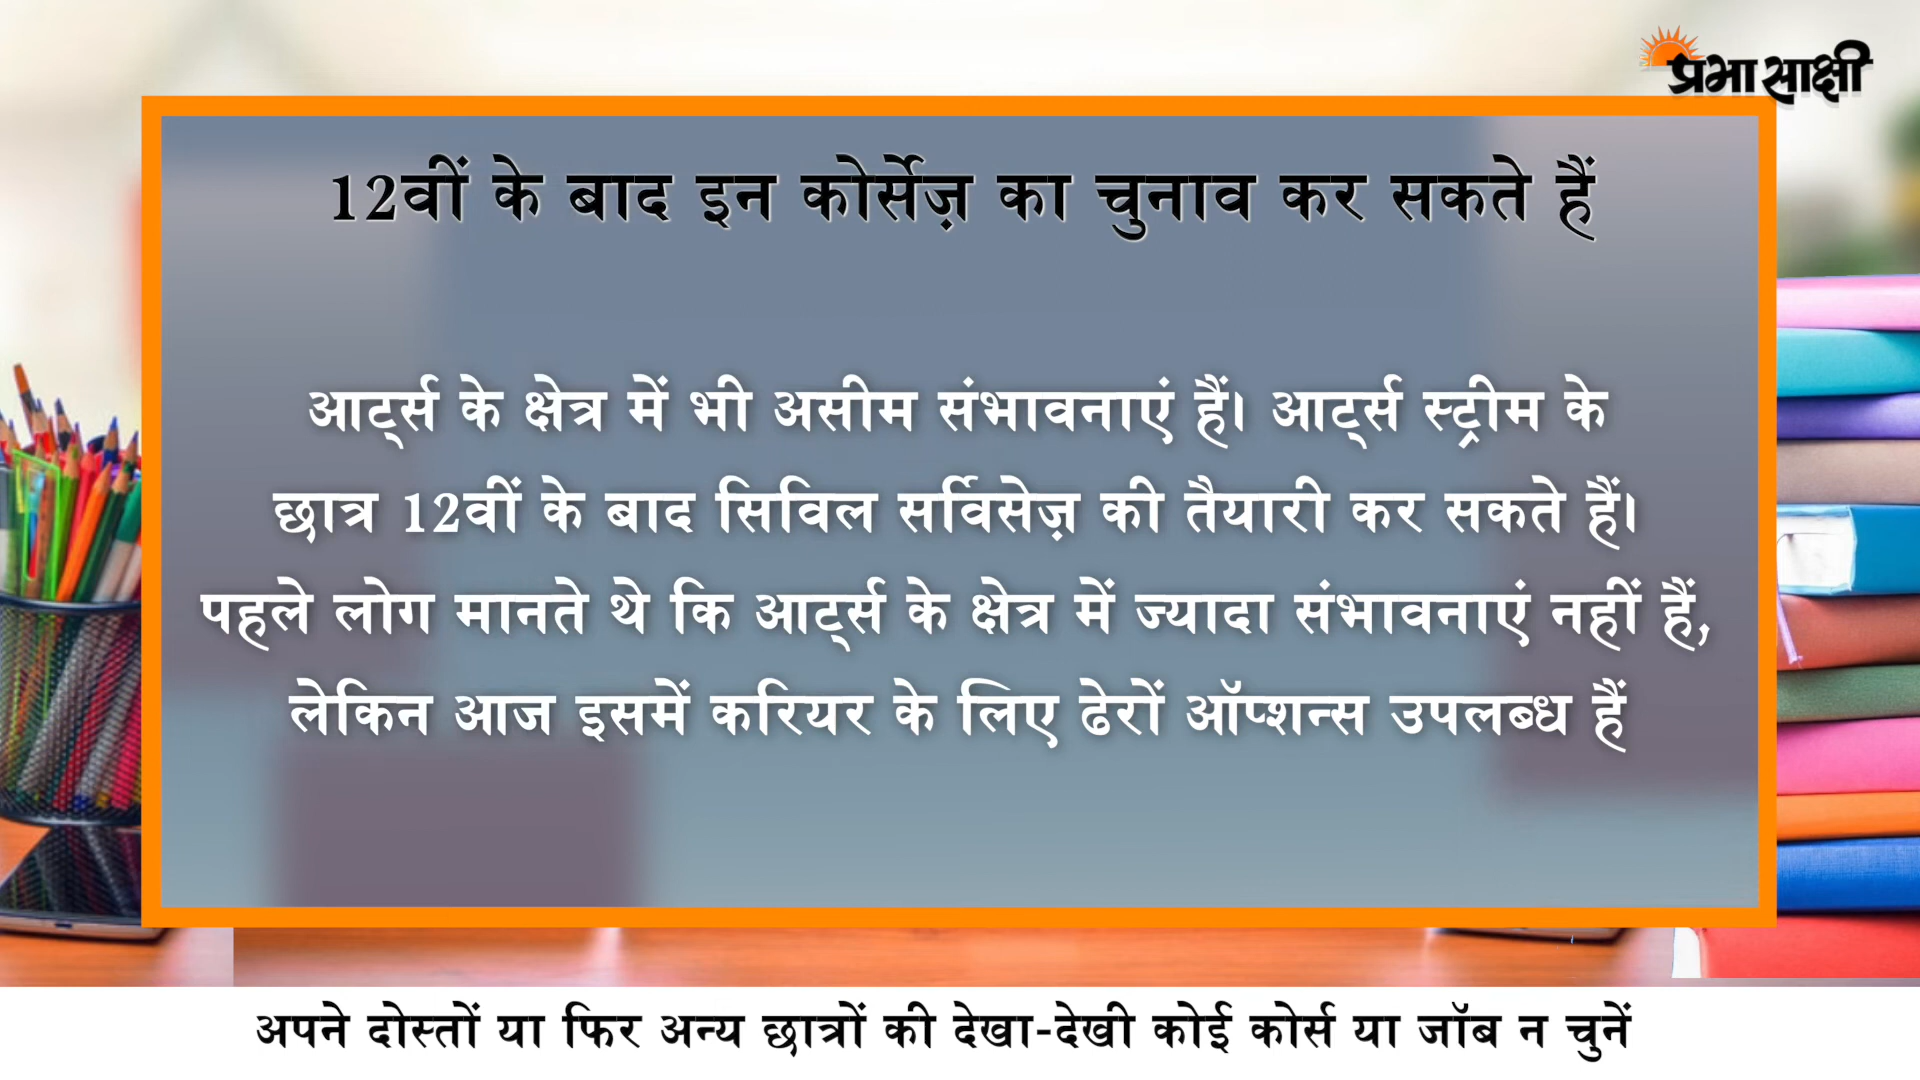 प्रभासाक्षी
12वीं के बाद इन कोर्सेज़ का चुनाव कर सकते हैं
आर्ट्स के क्षेत्र में भी असीम संभावनाएं हैं। आर्ट्स स्ट्रीम के
छात्र 12वीं के बाद सिविल सर्विसेज़ की तैयारी कर सकते हैं।
पहले लोग मानते थे कि आर्ट्स के क्षेत्र में ज्यादा संभावनाएं नहीं हैं,
लेकिन आज इसमें करियर के लिए ढेरों ऑप्शन्स उपलब्ध हैं
अपने दोस्तों या फिर अन्य छात्रों की देखा-देखी कोई कोर्स या जॉब न चुनें